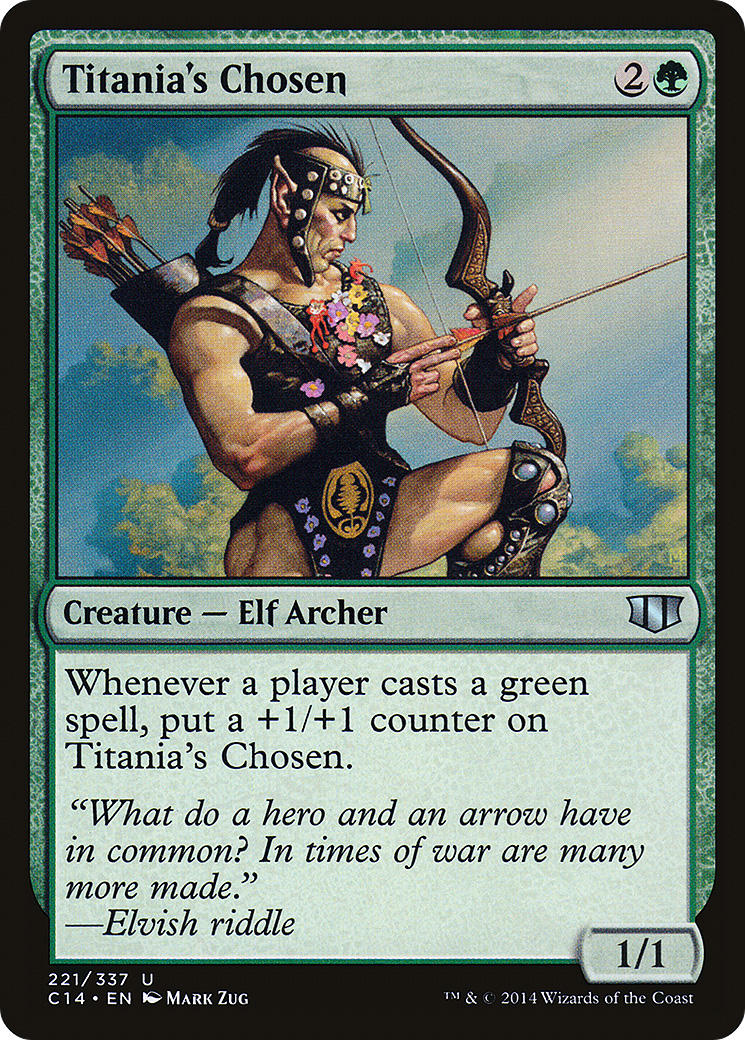 Titania's Chosen 2
Creature — Elf Archer
Whenever a player casts a green
spell, put a +1/+1 counter on
Titania's Chosen.
“What do a hero and an arrow have
in common? In times of war are many
more made.”
—Elvish riddle
1/1
221/337 U
C14 • EN Mark Zug
™ & © 2014 Wizards of the Coast